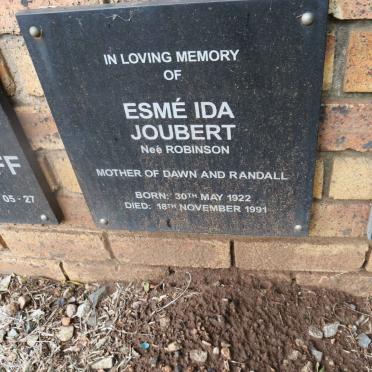 IN LOVING MEMORY
OF
ESMÉ IDA
JOUBERT
Neé ROBINSON
MOTHER OF DAWN AND RANDALL
BORN: 30TH MAY 1922
DIED: 18TH NOVEMBER 1991
FF
05 - 27